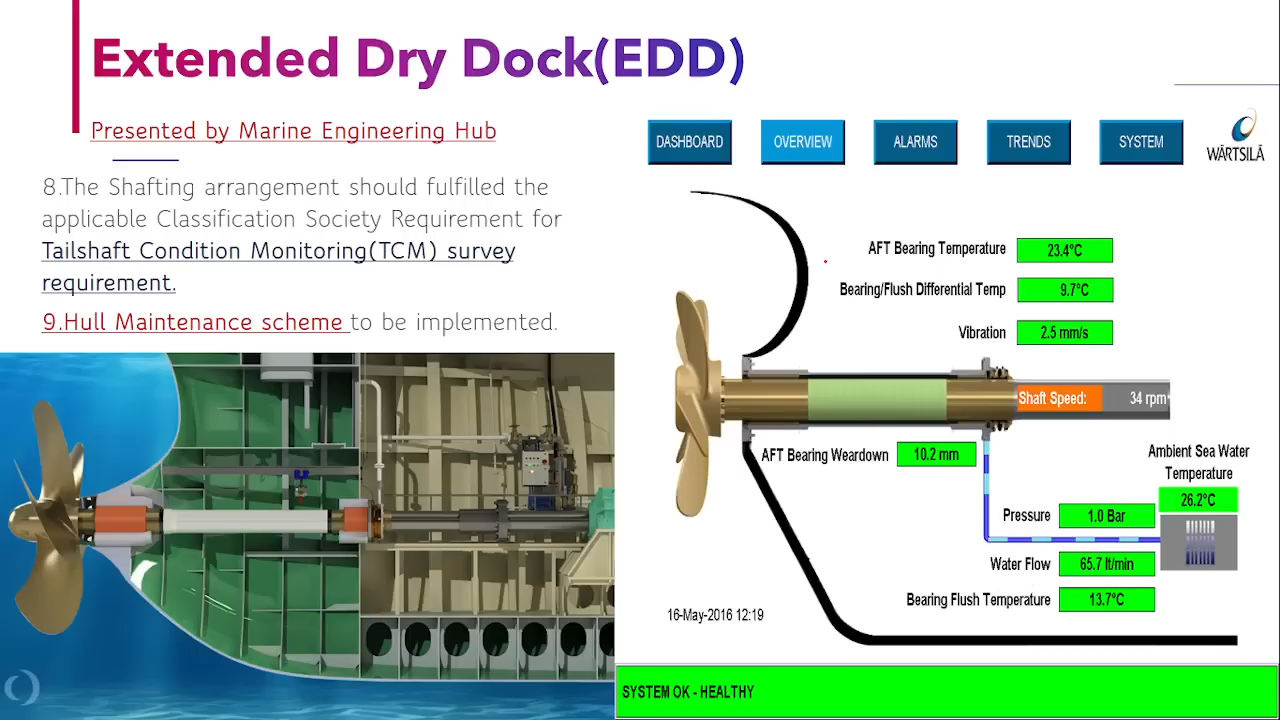 Extended Dry Dock(EDD)
Presented by Marine Engineering Hub
8.The Shafting arrangement should fulfilled the
applicable Classification Society Requirement for
Tailshaft Condition Monitoring(TCM) survey
requirement.
9.Hull Maintenance scheme to be implemented.
DASHBOARD
OVERVIEW
ALARMS
TRENDS
SYSTEM
WÄRTSILÄ
AFT Bearing Temperature 23.4°C
Bearing/Flush Differential Temp 9.7°C
Vibration 2.5 mm/s
Shaft Speed: 34 rpm
AFT Bearing Weardown 10.2 mm
Ambient Sea Water
Temperature
26.2°C
Pressure 1.0 Bar
Water Flow 65.7 lt/min
Bearing Flush Temperature 13.7°C
16-May-2016 12:19
SYSTEM OK - HEALTHY